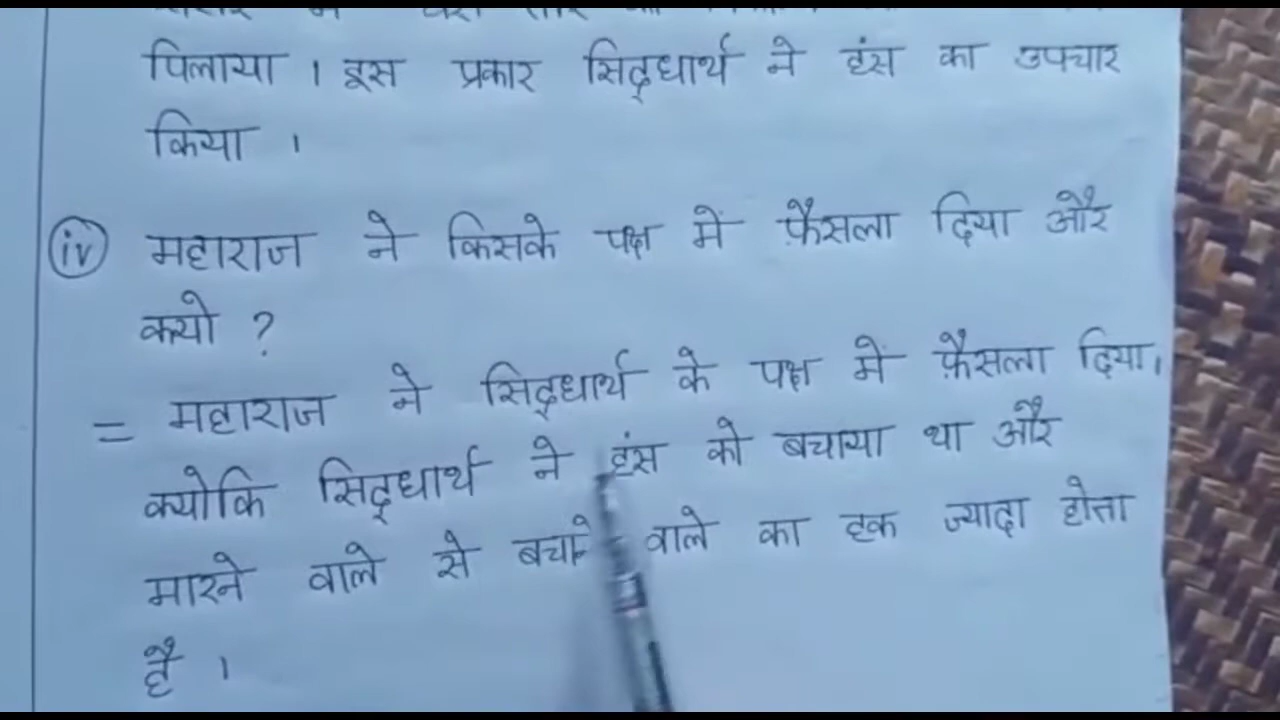 पिलाया । इस प्रकार सिद्धार्थ ने हंस का उपचार
किया ।
(iv) महाराज ने किसके पक्ष में फ़ैसला दिया और
क्यो ?
= महाराज ने सिद्धार्थ के पक्ष में फ़ैसला दिया।
क्योकि सिद्धार्थ ने हंस को बचाया था और
मारने वाले से बचाने वाले का हक ज्यादा होता
है ।